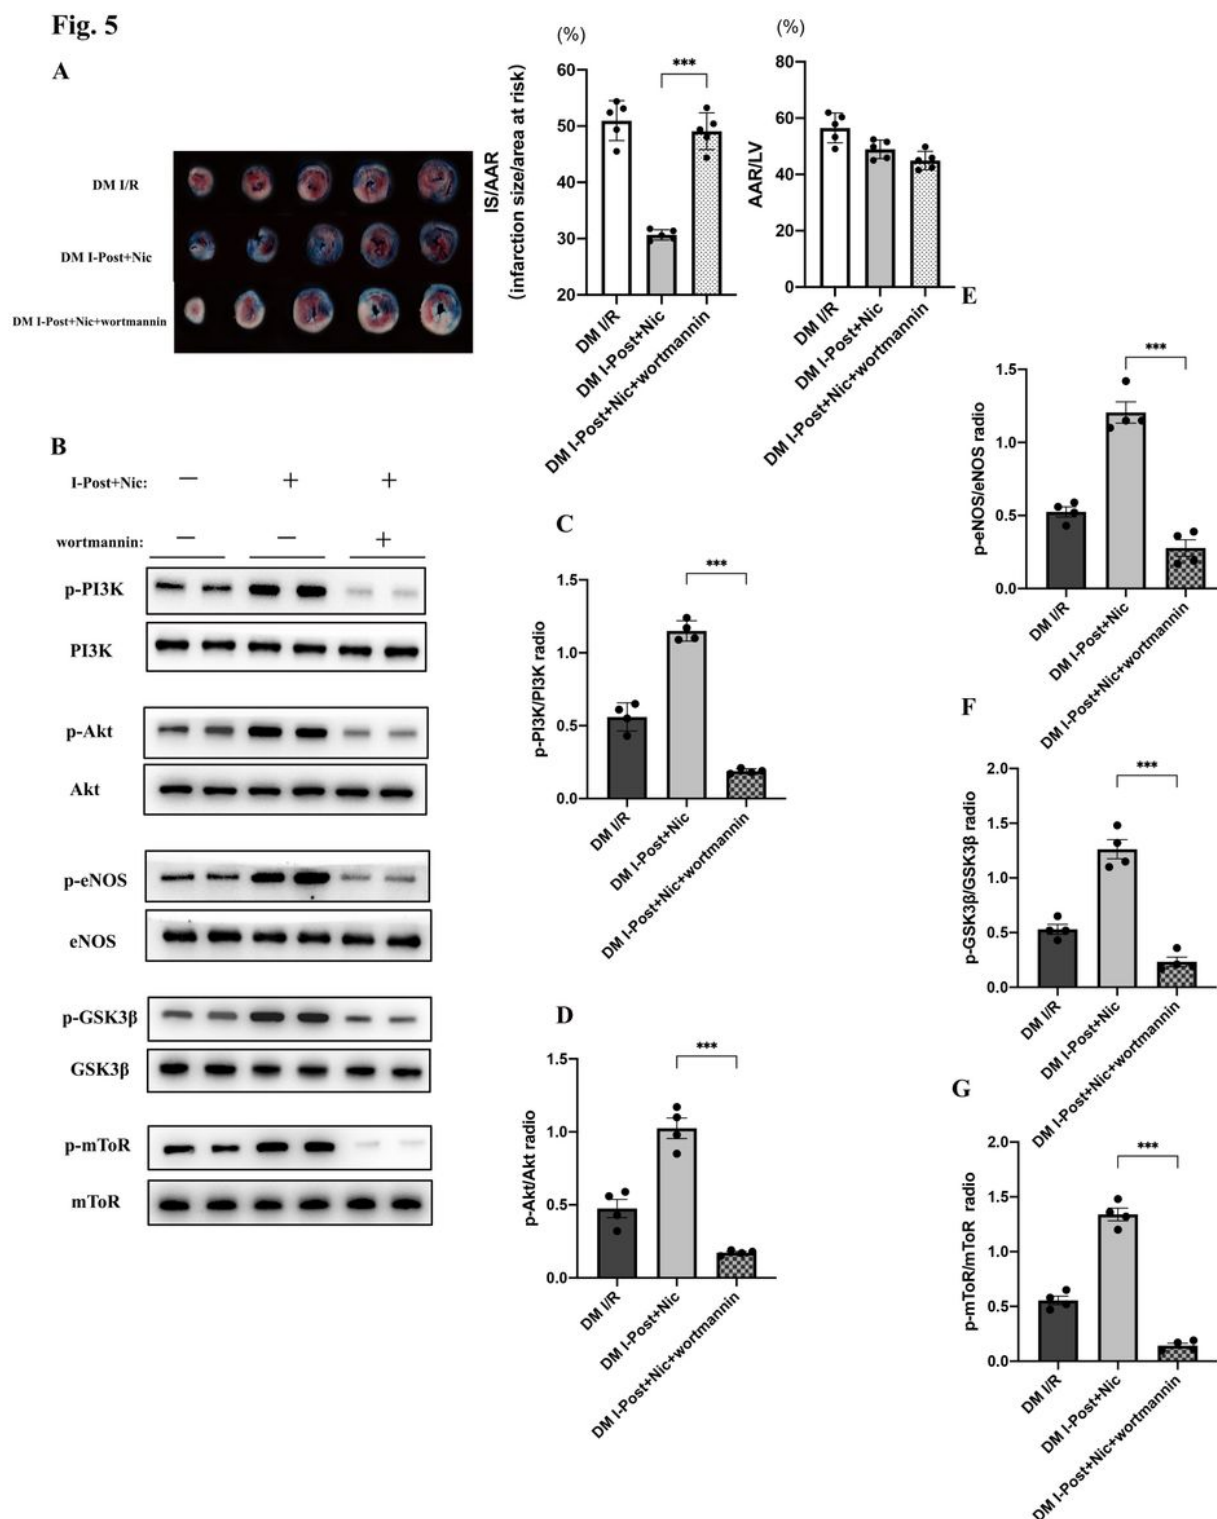 Fig. 5
A
DM I/R
DM I-Post+Nic
DM I-Post+Nic+wortmannin
(%)
IS/AAR
(infarction size/area at risk)
60
50
40
30
20
***
DM I/R
DM I-Post+Nic
DM I-Post+Nic+wortmannin
(%)
AAR/LV
80
60
40
20
0
DM I/R
DM I-Post+Nic
DM I-Post+Nic+wortmannin
B
I-Post+Nic: — + +
wortmannin: — — +
p-PI3K
PI3K
p-Akt
Akt
p-eNOS
eNOS
p-GSK3β
GSK3β
p-mToR
mToR
C
p-PI3K/PI3K radio
1.5
1.0
0.5
0.0
***
DM I/R
DM I-Post+Nic
DM I-Post+Nic+wortmannin
D
p-Akt/Akt radio
1.5
1.0
0.5
0.0
***
DM I/R
DM I-Post+Nic
DM I-Post+Nic+wortmannin
E
p-eNOS/eNOS radio
1.5
1.0
0.5
0.0
***
DM I/R
DM I-Post+Nic
DM I-Post+Nic+wortmannin
F
p-GSK3β/GSK3β radio
2.0
1.5
1.0
0.5
0.0
***
DM I/R
DM I-Post+Nic
DM I-Post+Nic+wortmannin
G
p-mToR/mToR radio
2.0
1.5
1.0
0.5
0.0
***
DM I/R
DM I-Post+Nic
DM I-Post+Nic+wortmannin